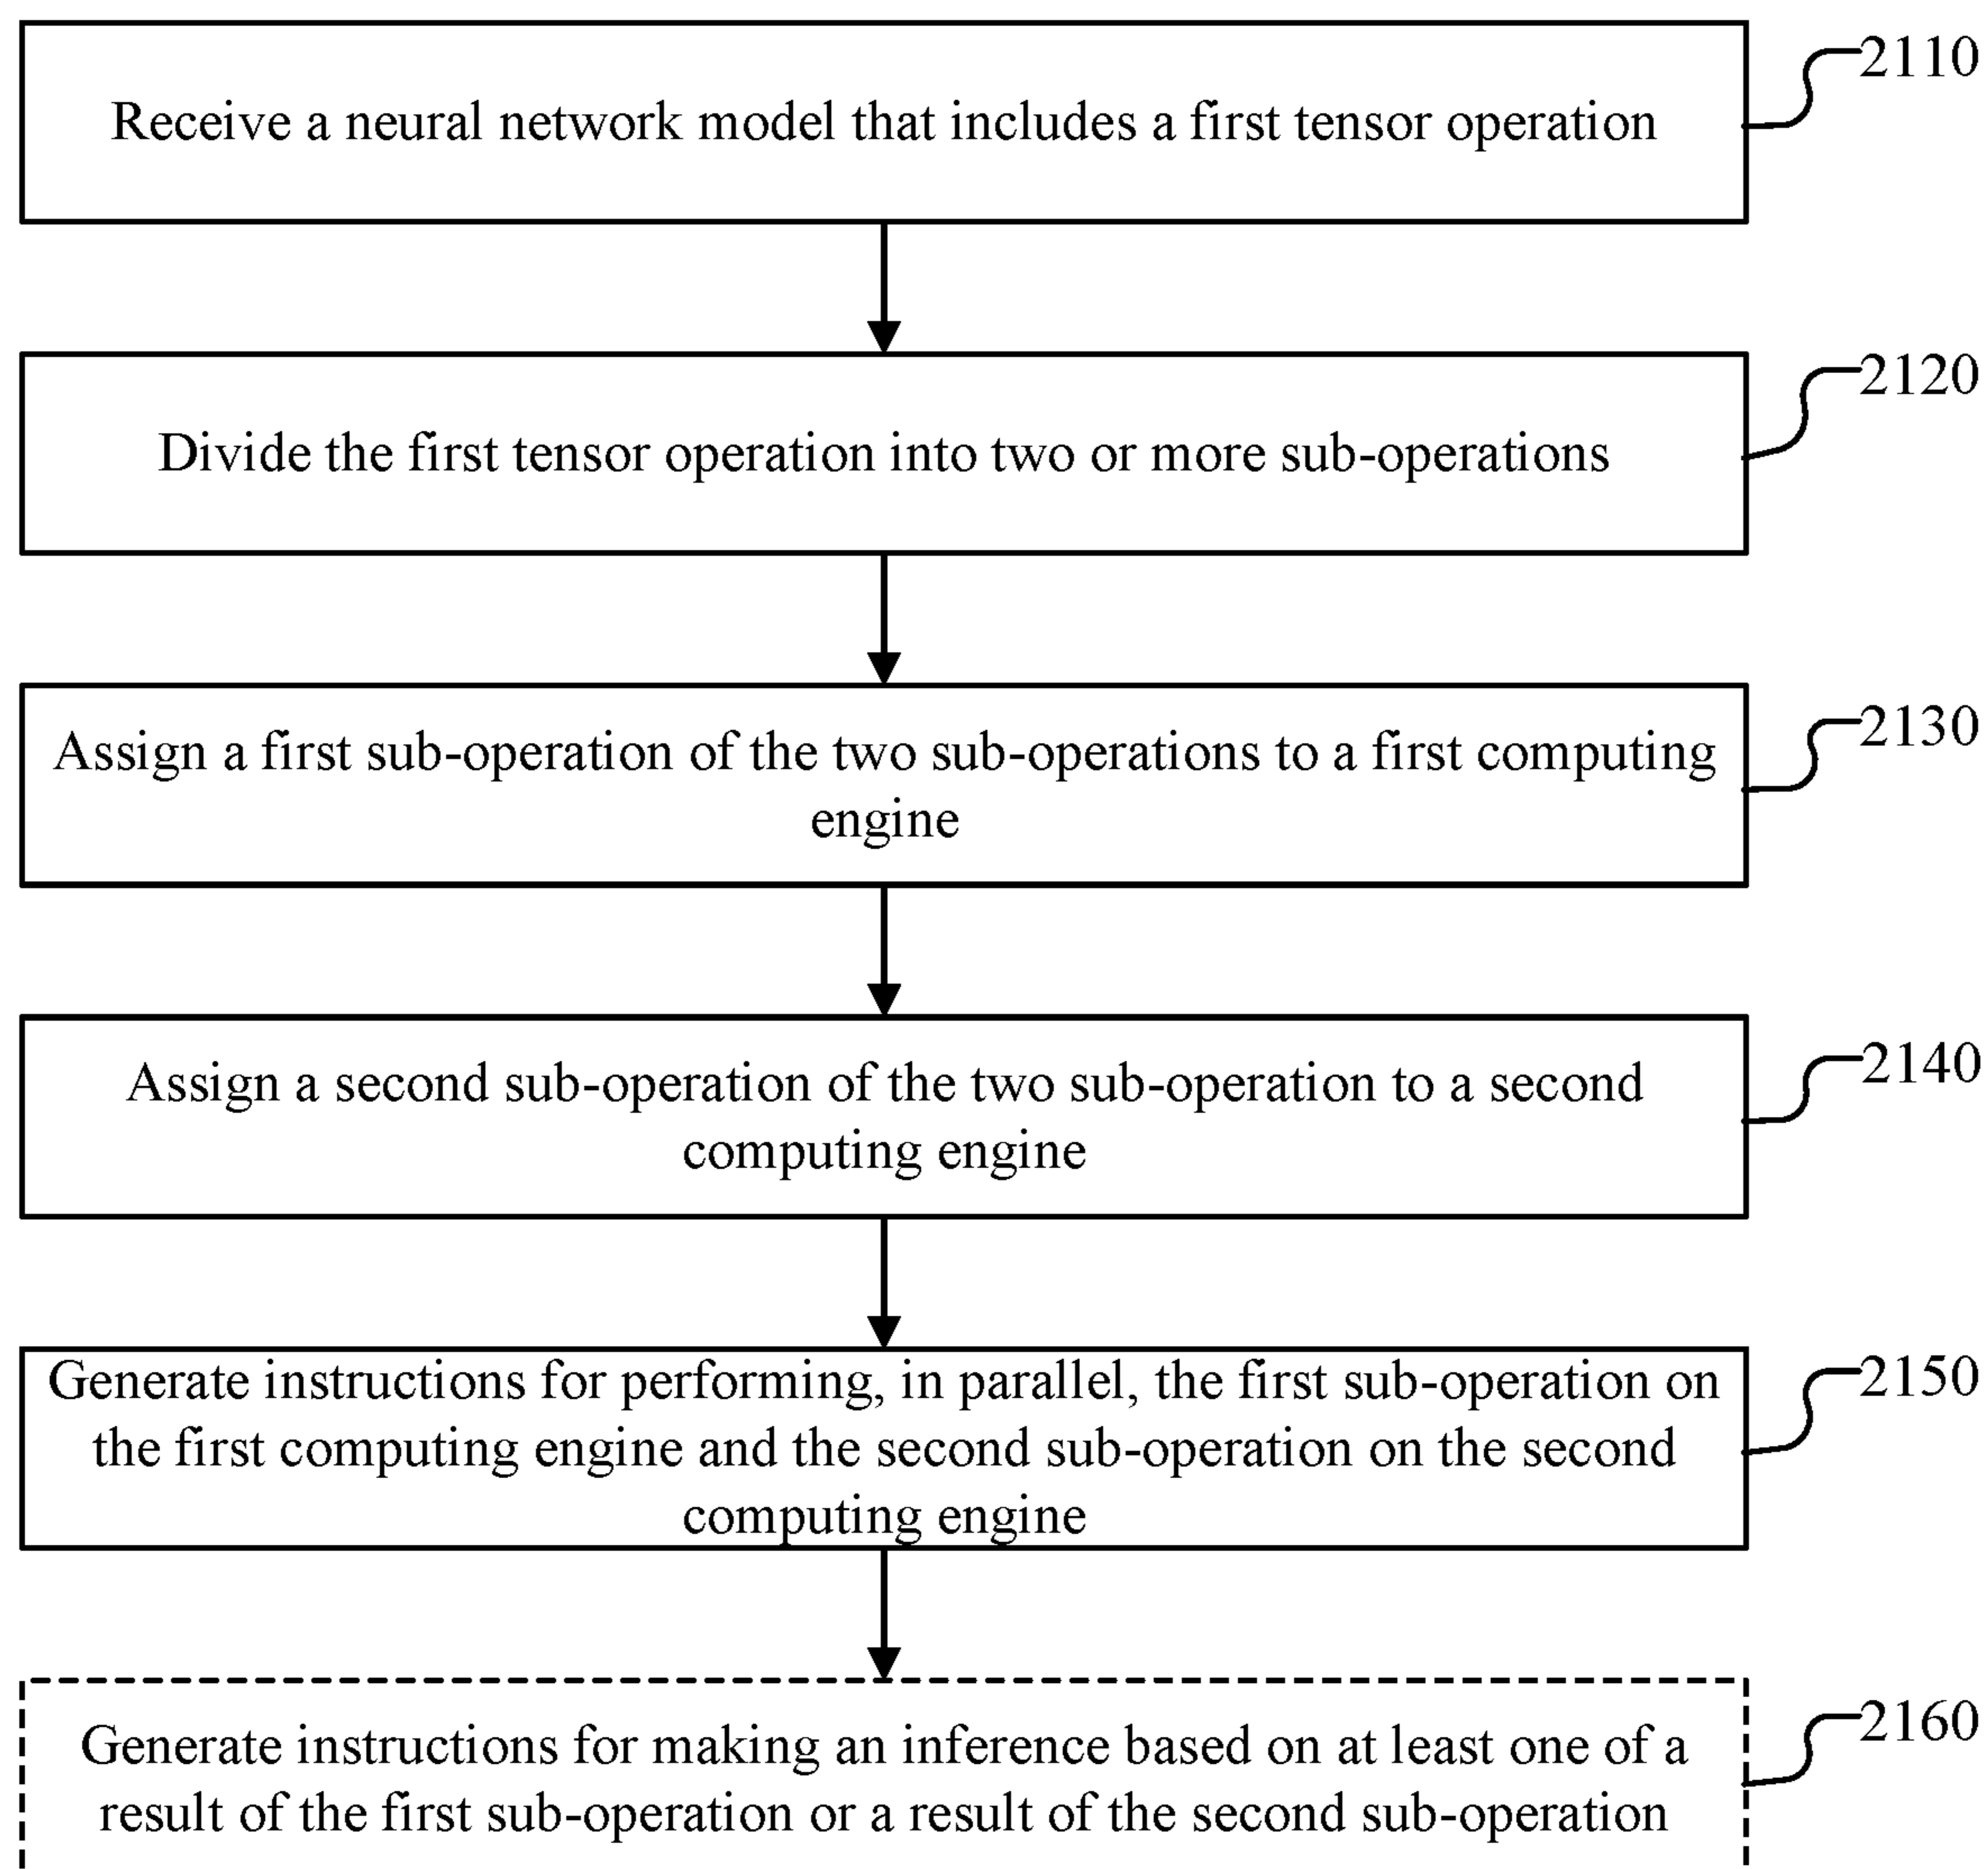 2110
Receive a neural network model that includes a first tensor operation
2120
Divide the first tensor operation into two or more sub-operations
2130
Assign a first sub-operation of the two sub-operations to a first computing
engine
2140
Assign a second sub-operation of the two sub-operation to a second
computing engine
2150
Generate instructions for performing, in parallel, the first sub-operation on
the first computing engine and the second sub-operation on the second
computing engine
2160
Generate instructions for making an inference based on at least one of a
result of the first sub-operation or a result of the second sub-operation